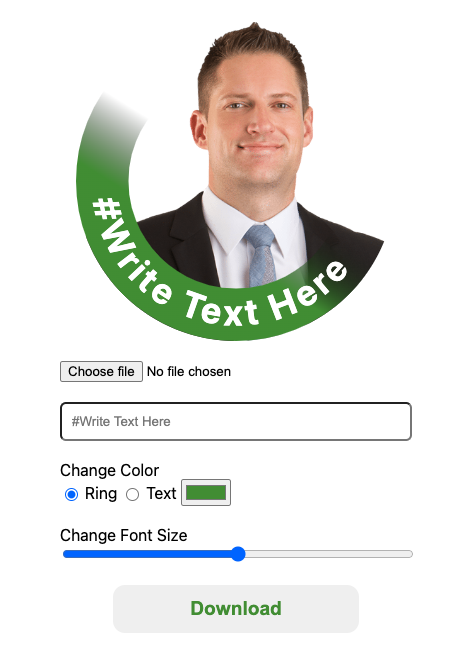 #Write Text Here
Choose file No file chosen
#Write Text Here
Change Color
Ring Text
Change Font Size
Download